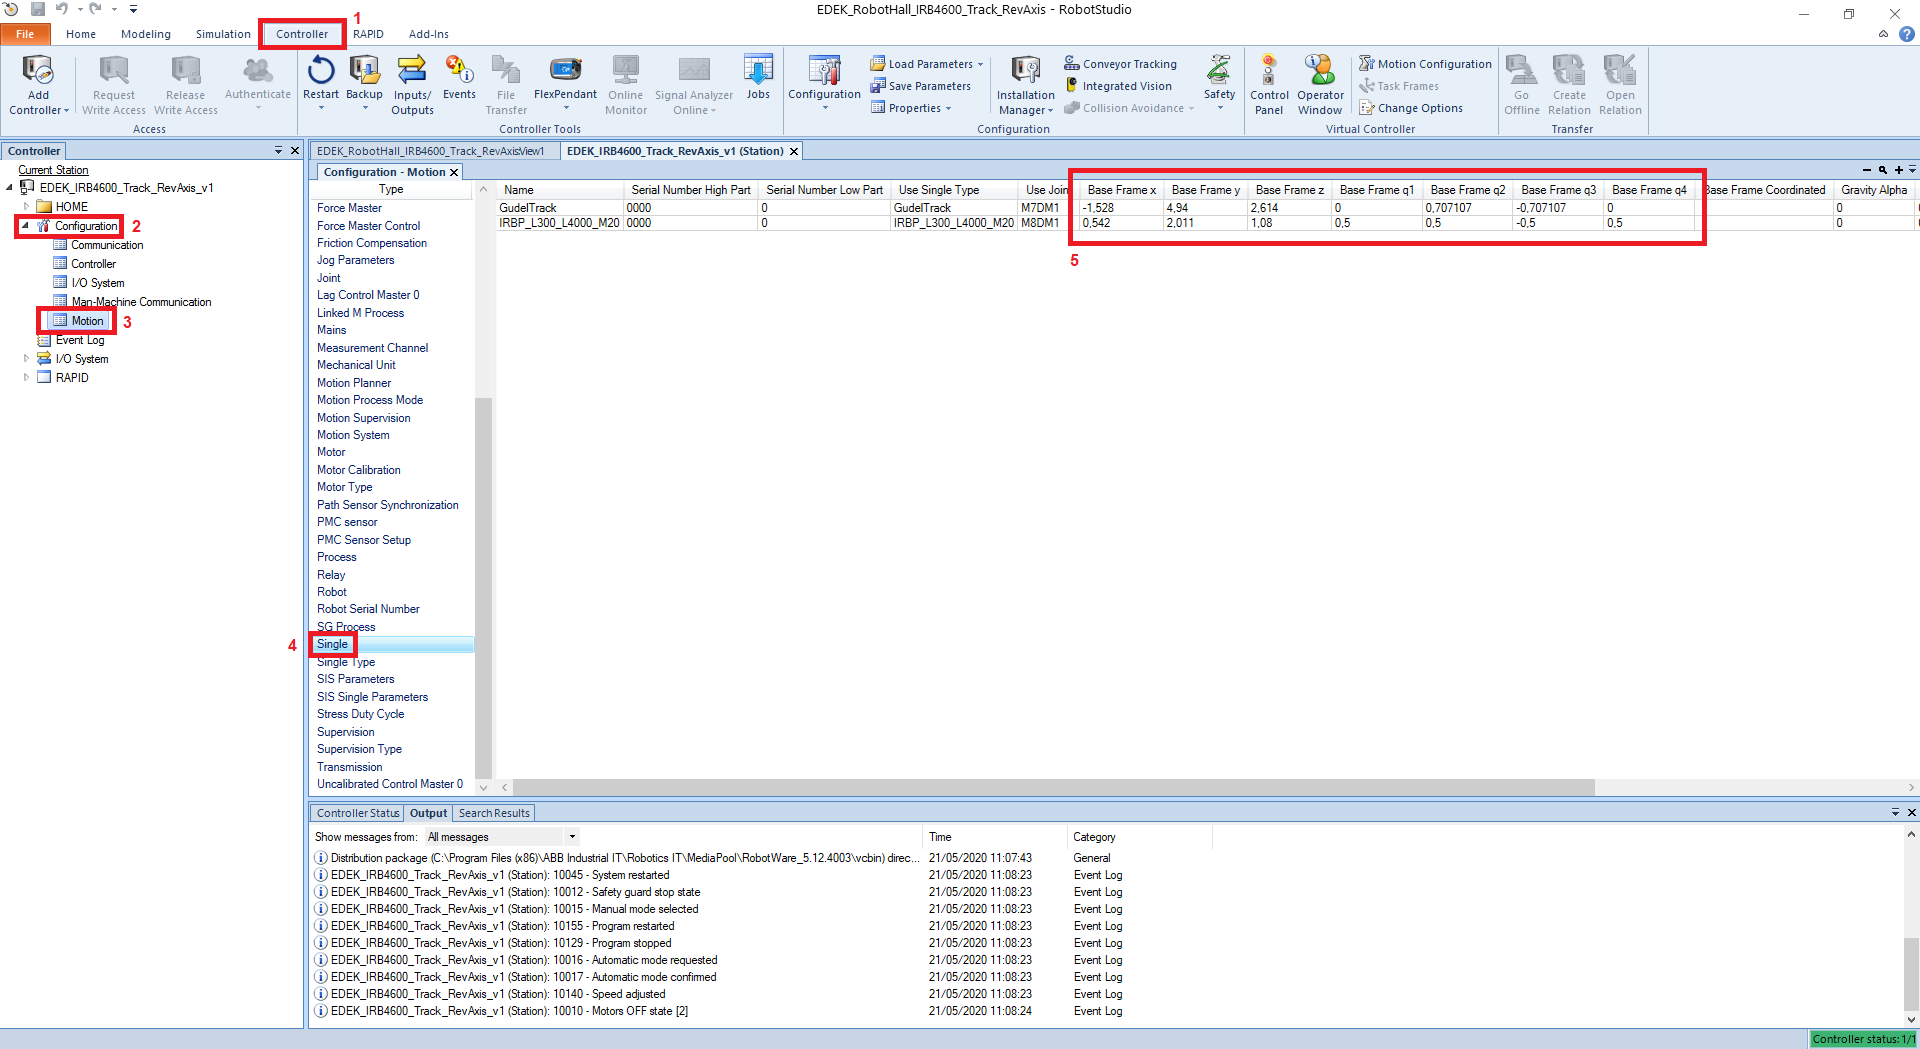 EDEK_RobotHall_IRB4600_Track_RevAxis - RobotStudio
1
File Home Modeling Simulation Controller RAPID Add-Ins
Add Controller
Request Write Access
Release Write Access
Authenticate
Access
Restart
Backup
Inputs/ Outputs
Events
File Transfer
FlexPendant
Online Monitor
Signal Analyzer Online
Jobs
Controller Tools
Configuration
Load Parameters
Save Parameters
Properties
Installation Manager
Conveyor Tracking
Integrated Vision
Collision Avoidance
Safety
Configuration
Control Panel
Operator Window
Motion Configuration
Task Frames
Change Options
Virtual Controller
Go Offline
Create Relation
Open Relation
Transfer
Controller
Current Station
EDEK_IRB4600_Track_RevAxis_v1
HOME
Configuration 2
Communication
Controller
I/O System
Man-Machine Communication
Motion 3
Event Log
I/O System
RAPID
EDEK_RobotHall_IRB4600_Track_RevAxis:View1 EDEK_IRB4600_Track_RevAxis_v1 (Station)
Configuration - Motion
Type
Force Master
Force Master Control
Friction Compensation
Jog Parameters
Joint
Lag Control Master 0
Linked M Process
Mains
Measurement Channel
Mechanical Unit
Motion Planner
Motion Process Mode
Motion Supervision
Motion System
Motor
Motor Calibration
Motor Type
Path Sensor Synchronization
PMC sensor
PMC Sensor Setup
Process
Relay
Robot
Robot Serial Number
SG Process
4 Single
Single Type
SIS Parameters
SIS Single Parameters
Stress Duty Cycle
Supervision
Supervision Type
Transmission
Uncalibrated Control Master 0
Name Serial Number High Part Serial Number Low Part Use Single Type Use Join Base Frame x Base Frame y Base Frame z Base Frame q1 Base Frame q2 Base Frame q3 Base Frame q4 Base Frame Coordinated Gravity Alpha
GudelTrack 0000 0 GudelTrack M7DM1 -1,528 4,94 2,614 0 0,707107 -0,707107 0 0
IRBP_L300_L4000_M20 0000 0 IRBP_L300_L4000_M20 M8DM1 0,542 2,011 1,08 0,5 0,5 -0,5 0,5 0
5
Controller Status Output Search Results
Show messages from: All messages Time Category
Distribution package (C:\Program Files (x86)\ABB Industrial IT\Robotics IT\MediaPool\RobotWare_5.12.4003\vcbin) direc... 21/05/2020 11:07:43 General
EDEK_IRB4600_Track_RevAxis_v1 (Station): 10045 - System restarted 21/05/2020 11:08:23 Event Log
EDEK_IRB4600_Track_RevAxis_v1 (Station): 10012 - Safety guard stop state 21/05/2020 11:08:23 Event Log
EDEK_IRB4600_Track_RevAxis_v1 (Station): 10015 - Manual mode selected 21/05/2020 11:08:23 Event Log
EDEK_IRB4600_Track_RevAxis_v1 (Station): 10155 - Program restarted 21/05/2020 11:08:23 Event Log
EDEK_IRB4600_Track_RevAxis_v1 (Station): 10129 - Program stopped 21/05/2020 11:08:23 Event Log
EDEK_IRB4600_Track_RevAxis_v1 (Station): 10016 - Automatic mode requested 21/05/2020 11:08:23 Event Log
EDEK_IRB4600_Track_RevAxis_v1 (Station): 10017 - Automatic mode confirmed 21/05/2020 11:08:23 Event Log
EDEK_IRB4600_Track_RevAxis_v1 (Station): 10140 - Speed adjusted 21/05/2020 11:08:23 Event Log
EDEK_IRB4600_Track_RevAxis_v1 (Station): 10010 - Motors OFF state [2] 21/05/2020 11:08:24 Event Log
Controller status: 1/1